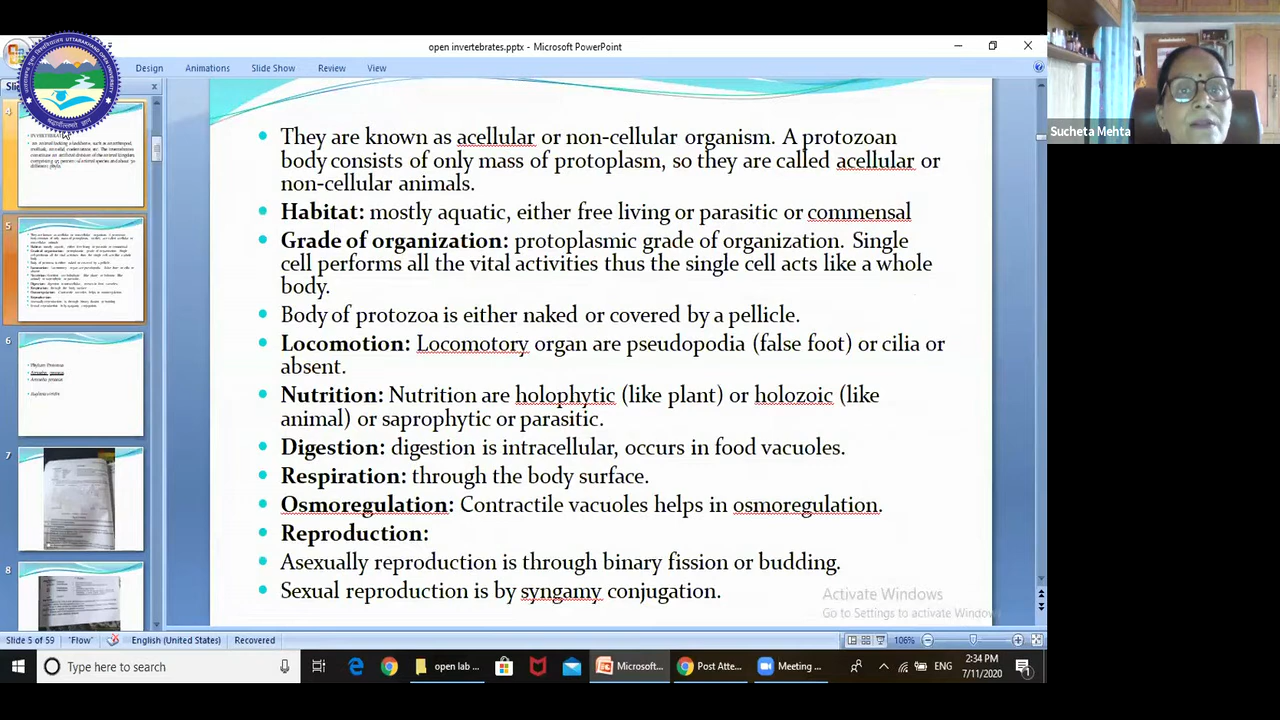 open invertebrates.pptx - Microsoft PowerPoint
Design Animations Slide Show Review View
Sucheta Mehta
They are known as acellular or non-cellular organism. A protozoan
body consists of only mass of protoplasm, so they are called acellular or
non-cellular animals.
Habitat: mostly aquatic, either free living or parasitic or commensal
Grade of organization: protoplasmic grade of organization. Single
cell performs all the vital activities thus the single cell acts like a whole
body.
Body of protozoa is either naked or covered by a pellicle.
Locomotion: Locomotory organ are pseudopodia (false foot) or cilia or
absent.
Nutrition: Nutrition are holophytic (like plant) or holozoic (like
animal) or saprophytic or parasitic.
Digestion: digestion is intracellular, occurs in food vacuoles.
Respiration: through the body surface.
Osmoregulation: Contractile vacuoles helps in osmoregulation.
Reproduction:
Asexually reproduction is through binary fission or budding.
Sexual reproduction is by syngamy conjugation.
4
5
6
7
8
Activate Windows
Go to Settings to activate Windows
Slide 5 of 59 "Flow" English (United States) Recovered 106%
Type here to search open lab ... Microsoft... Post Atte... Meeting ... ENG
2:34 PM
7/11/2020